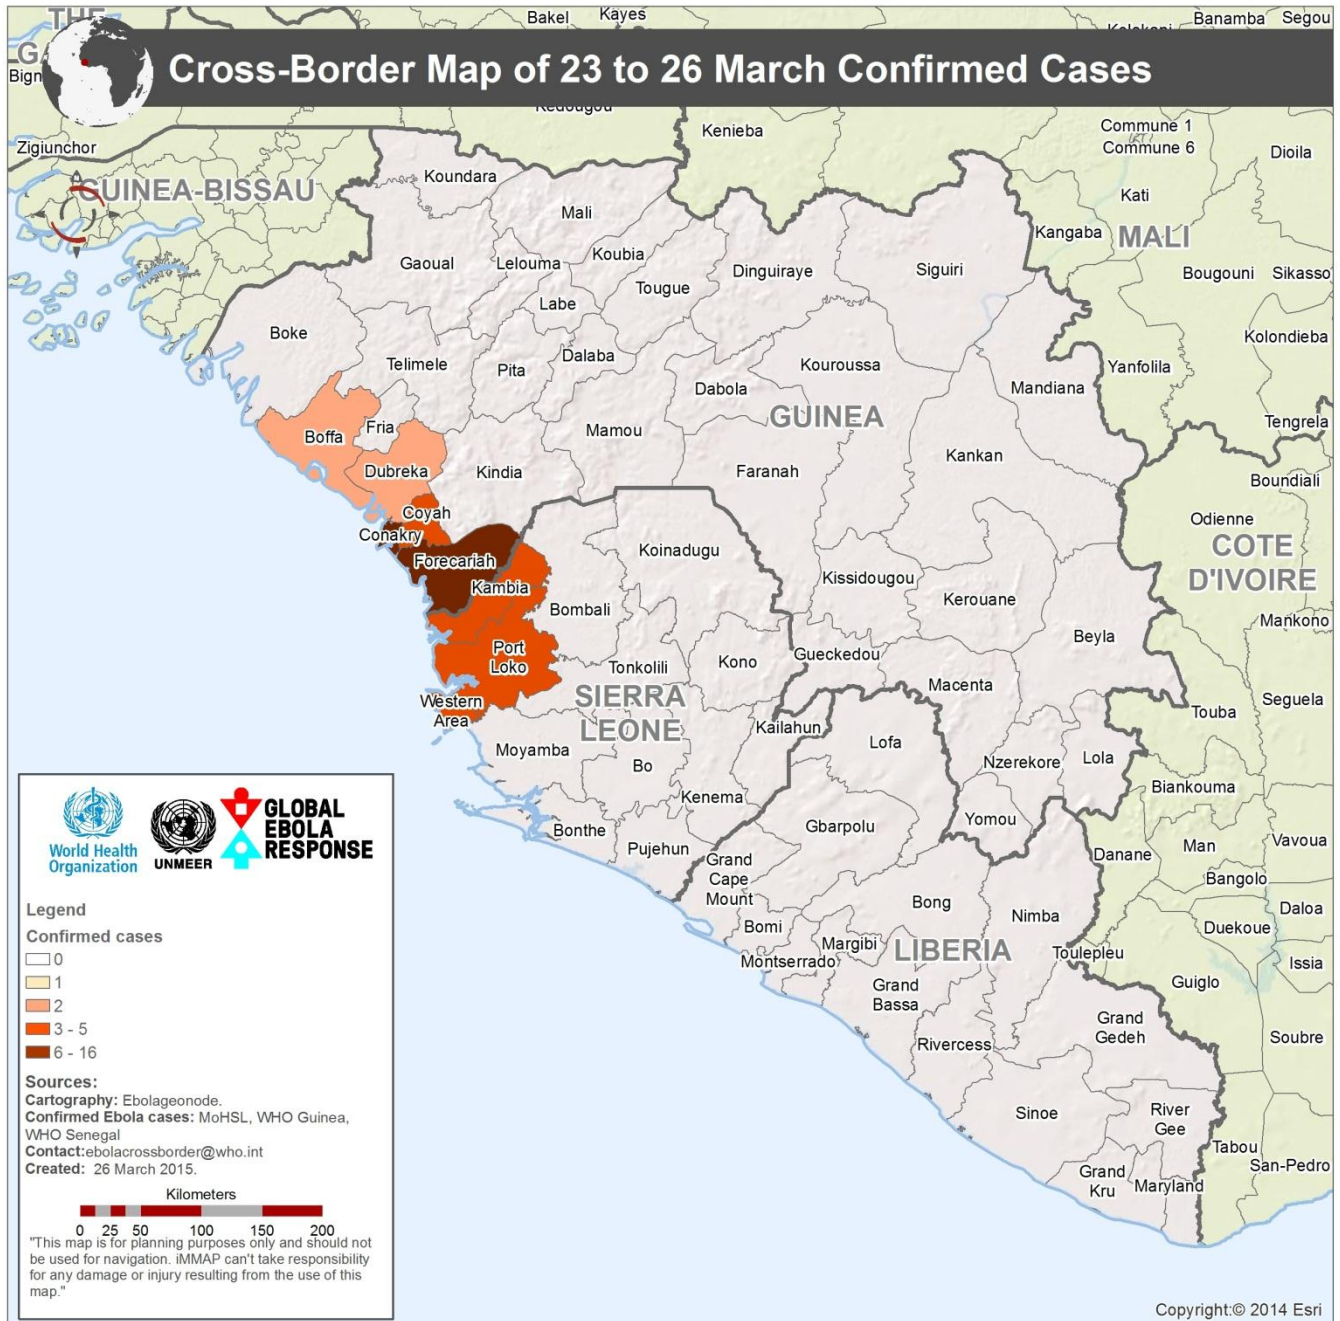 THE
Bakel
Kayes
Banamba
Segou
Bign
Cross-Border Map of 23 to 26 March Confirmed Cases
Kedougou
Kenieba
Zigiunchor
Commune 1
Commune 6
Dioila
GUINEA-BISSAU
Koundara
Kati
Mali
Kangaba
MALI
Gaoual
Lelouma
Koubia
Dinguiraye
Siguiri
Bougouni
Sikasso
Tougue
Labe
Boke
Kolondieba
Telimele
Pita
Dalaba
Kouroussa
Yanfolila
Dabola
Mandiana
GUINEA
Tengrela
Boffa
Fria
Mamou
Kankan
Dubreka
Kindia
Faranah
Boundiali
Coyah
Odienne
Conakry
COTE
D'IVOIRE
Koinadugu
Forecariah
Kissidougou
Kambia
Kerouane
Bombali
Mankono
Beyla
Port
Loko
Gueckedou
Tonkolili
Kono
Macenta
Seguela
SIERRA
LEONE
Western
Area
Touba
Kailahun
Moyamba
Lofa
Bo
Nzerekore
Lola
Biankouma
Kenema
Yomou
Bonthe
Gbarpolu
Pujehun
Danane
Man
Vavoua
Grand
Cape
Mount
Bangolo
Bong
Nimba
Daloa
Bomi
Duekoue
Margibi
LIBERIA
Toulepleu
Montserrado
Issia
Guiglo
Grand
Bassa
Grand
Gedeh
Rivercess
Soubre
Sinoe
River
Gee
Tabou
San-Pedro
Grand
Kru
Maryland
World Health
Organization
UNMEER
GLOBAL
EBOLA
RESPONSE
Legend
Confirmed cases
0
1
2
3 - 5
6 - 16
Sources:
Cartography: Ebolageonode.
Confirmed Ebola cases: MoHSL, WHO Guinea,
WHO Senegal
Contact:ebolacrossborder@who.int
Created: 26 March 2015.
Kilometers
0 25 50 100 150 200
"This map is for planning purposes only and should not
be used for navigation. iMMAP can't take responsibility
for any damage or injury resulting from the use of this
map."
Copyright:© 2014 Esri